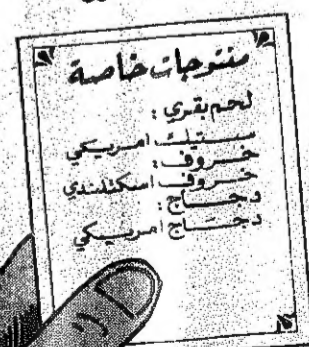 منتوجات خاصة
لحم بقري :
ستيك امريكي
خروف :
خروف اسكتلندي
دجاج :
دجاج امريكي